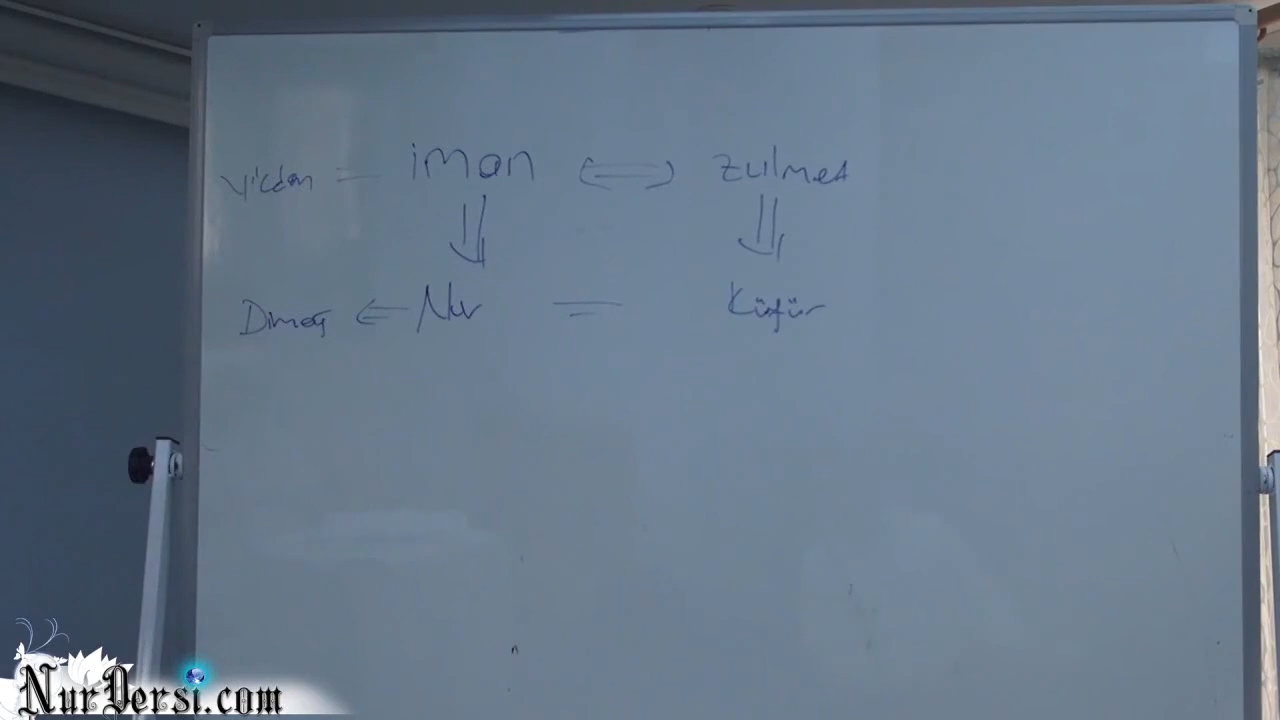 Vicdan = iman ⇔ zulmet
⇓ ⇓
Dimağ ⇐ Nur = Küfür
NurDersi.com